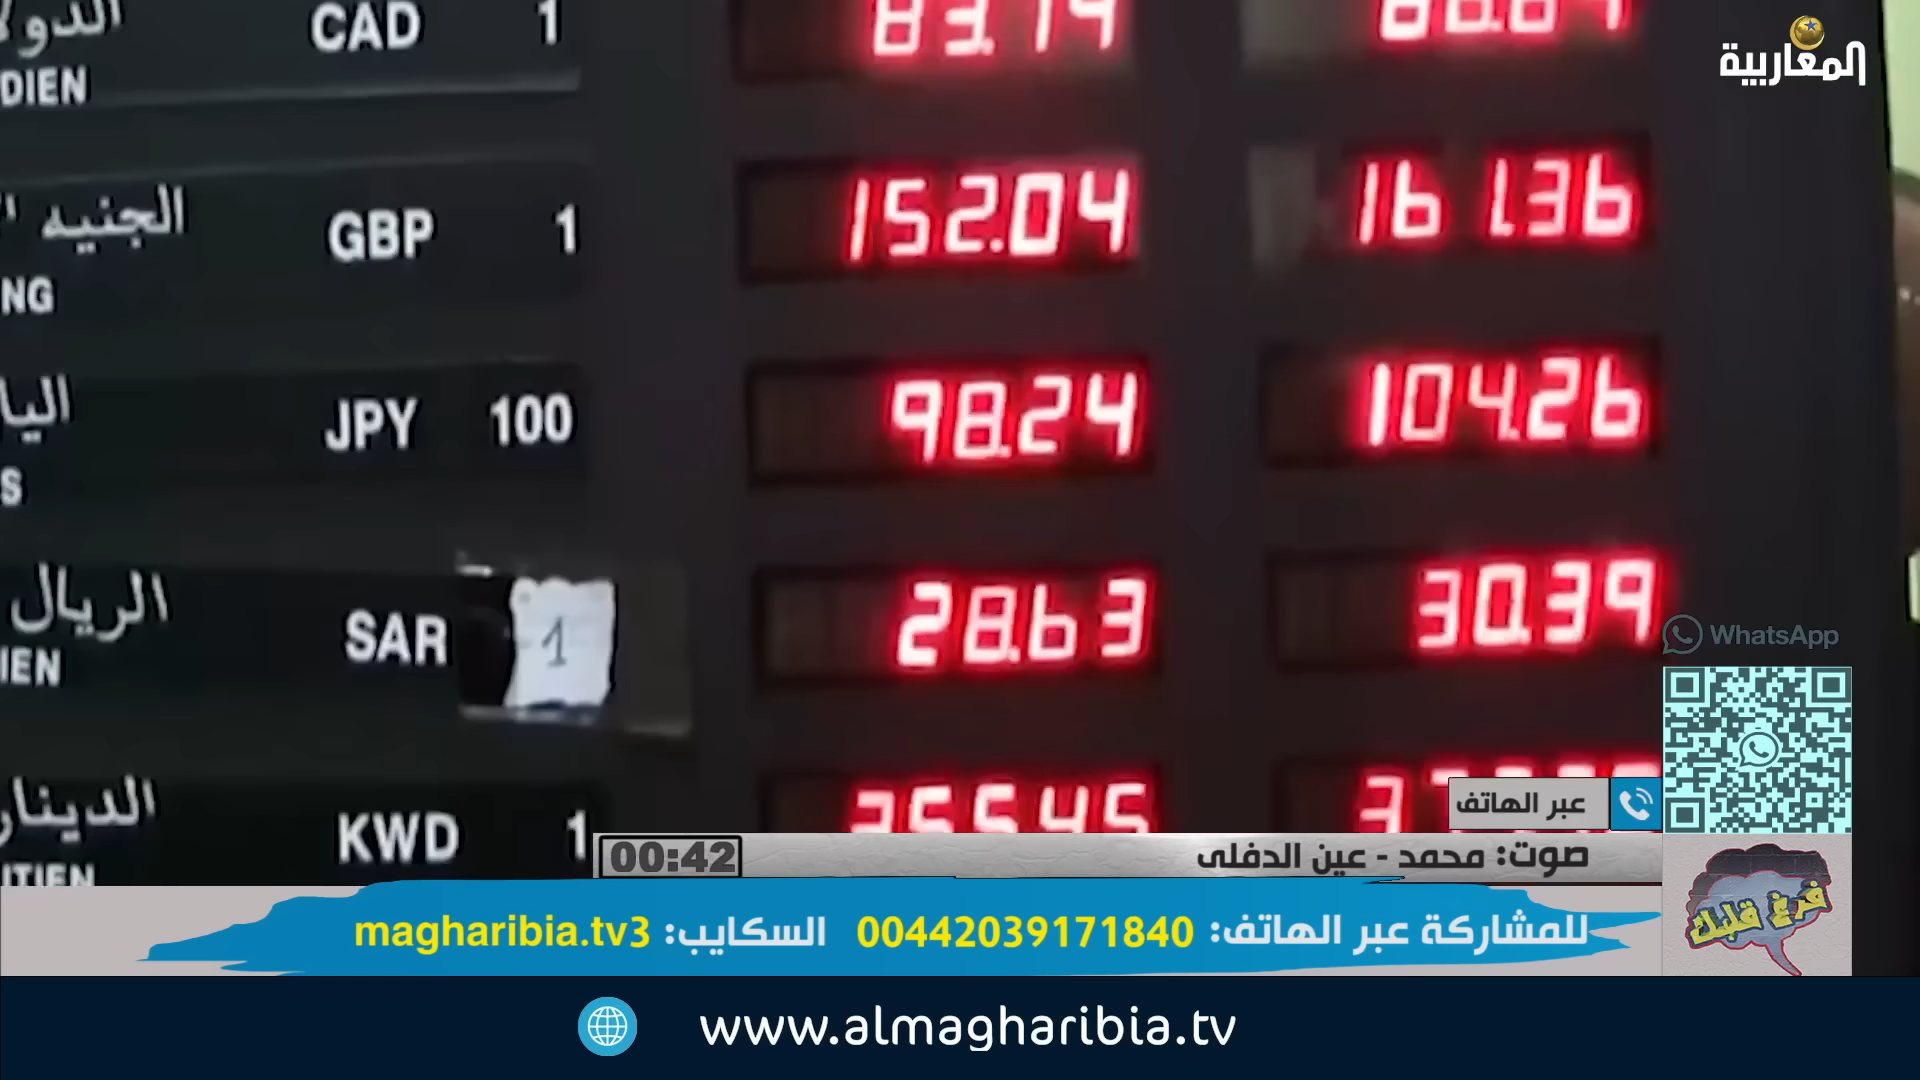 المغاربية
CAD 1 83.14
DIEN
الجنيه GBP 1 152.04 161.36
NG
JPY 100 98.24 104.26
S
الريال SAR 1 28.63 30.39
IEN
KWD 1 355.45
WhatsApp
عبر الهاتف
صوت: محمد - عين الدفلى
00:42
للمشاركة عبر الهاتف: 00442039171840 السكايب: magharibia.tv3
فرغ قلبك
www.almagharibia.tv